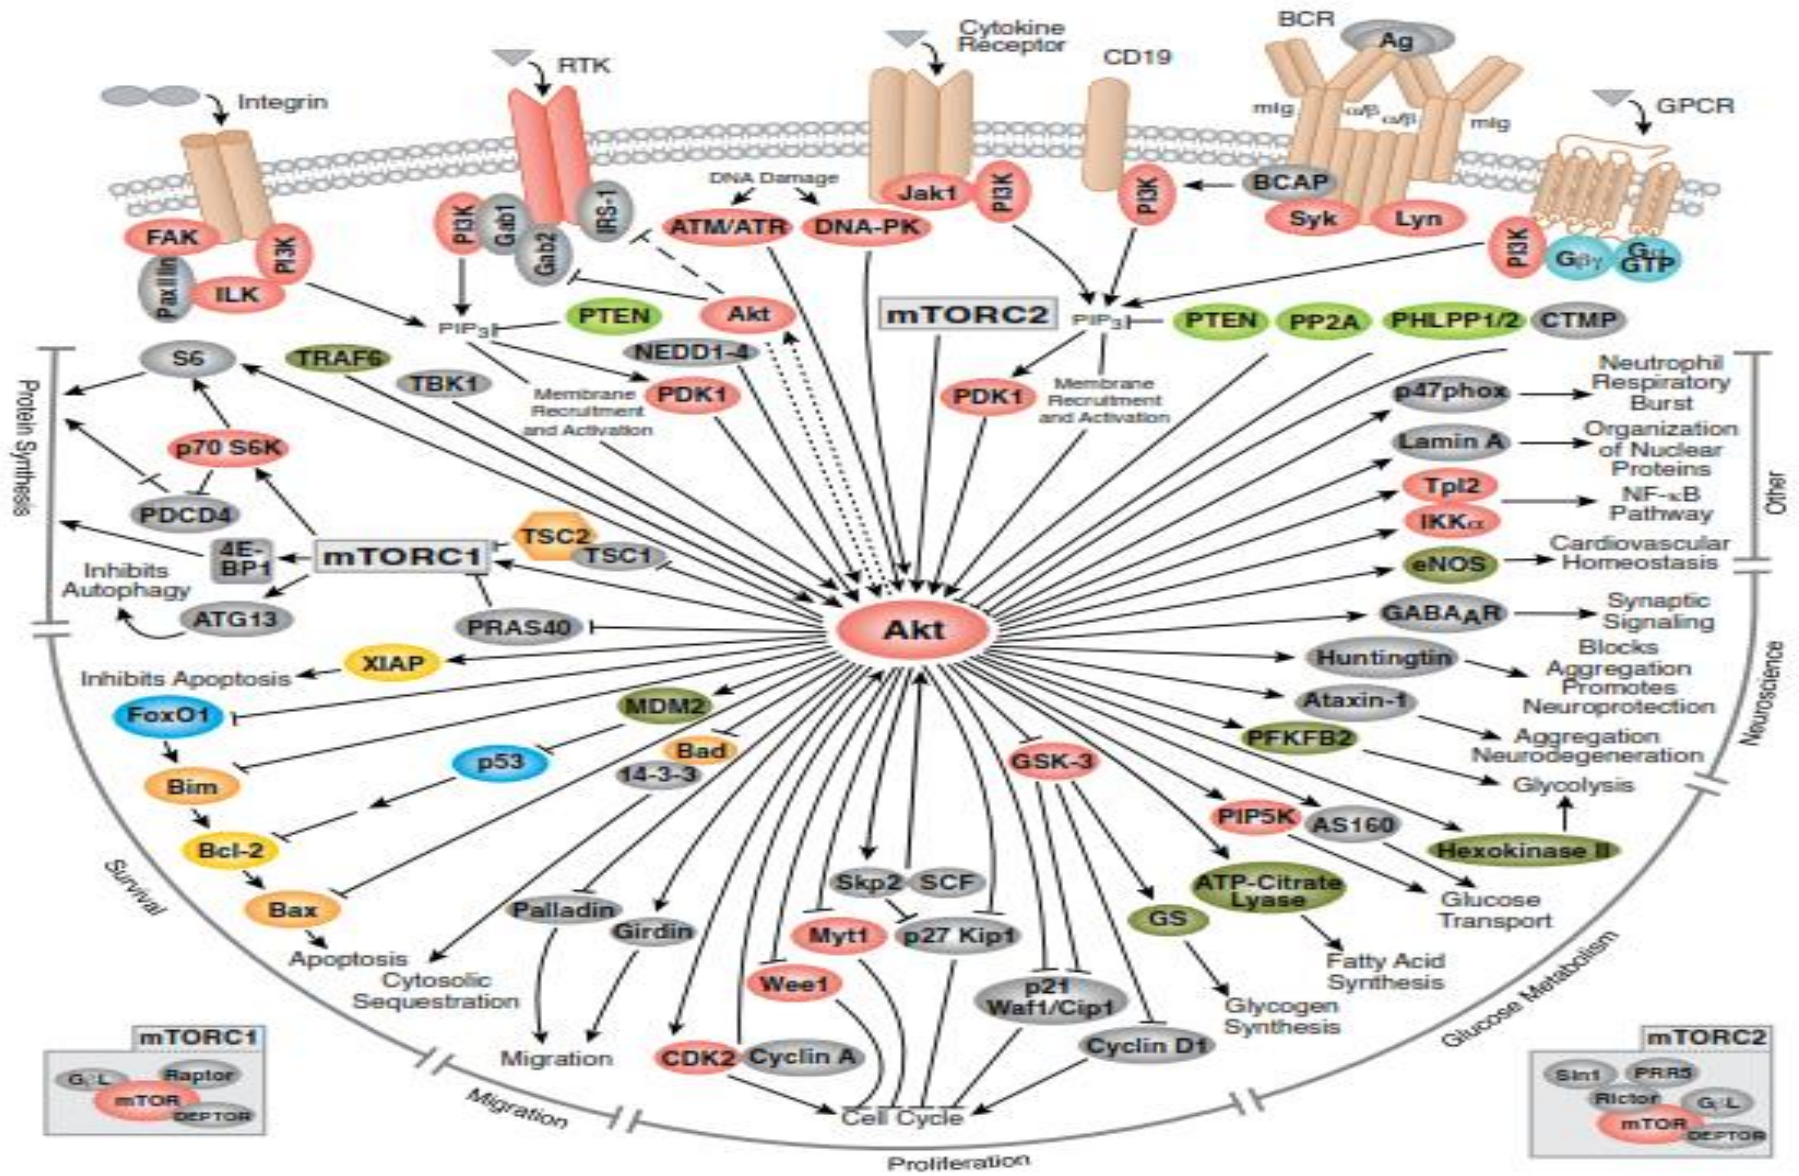 BCR
Ag
Cytokine
Receptor
CD19
RTK
Integrin
mIg
α/β
α/β
mIg
GPCR
DNA Damage
PI3K
Gab1
Gab2
IRS-1
ATM/ATR
DNA-PK
Jak1
PI3K
PI3K
BCAP
Syk
Lyn
FAK
PI3K
Paxillin
ILK
PI3K
Gβγ
Gα
GTP
PIP3
PTEN
Akt
mTORC2
PIP3
PTEN
PP2A
PHLPP1/2
CTMP
S6
TRAF6
TBK1
NEDD1-4
PDK1
Membrane
Recruitment
and Activation
PDK1
Membrane
Recruitment
and Activation
p47phox
Neutrophil
Respiratory
Burst
Lamin A
Organization
of Nuclear
Proteins
Tpl2
IKKα
NF-κB
Pathway
eNOS
Cardiovascular
Homeostasis
Other
Protein Synthesis
p70 S6K
PDCD4
4E-
BP1
mTORC1
TSC2
TSC1
Inhibits
Autophagy
ATG13
PRAS40
Akt
GABAAR
Synaptic
Signaling
Huntingtin
Blocks
Aggregation
Promotes
Neuroprotection
Ataxin-1
Aggregation
Neurodegeneration
Neuroscience
PFKFB2
Glycolysis
XIAP
Inhibits Apoptosis
FoxO1
MDM2
Bad
14-3-3
p53
Bim
Bcl-2
Bax
Apoptosis
Survival
Cytosolic
Sequestration
Palladin
Girdin
Migration
GSK-3
PIP5K
AS160
Hexokinase II
ATP-Citrate
Lyase
Glucose
Transport
GS
Fatty Acid
Synthesis
Glycogen
Synthesis
Glucose Metabolism
Skp2
SCF
Myt1
p27 Kip1
Wee1
p21
Waf1/Cip1
CDK2
Cyclin A
Cyclin D1
Cell Cycle
Migration
Proliferation
mTORC1
GβL
Raptor
mTOR
DEPTOR
mTORC2
Sin1
PRR5
Rictor
GβL
mTOR
DEPTOR